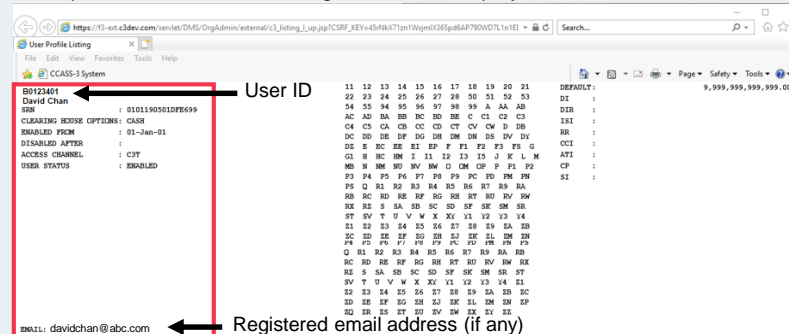 https://f3-ext.c3dev.com/servlet/DMS/OrgAdmin/external/c3_listing_l_up.jsp?CSRF_KEY=45rNkX71zn1WxjmIX365pd6AP790WD7L1n1El
Search...
User Profile Listing
File Edit View Favorites Tools Help
CCASS-3 System
Page Safety Tools
B0123401 User ID
David Chan
SRN : 0101190501DFE699
CLEARING HOUSE OPTIONS: CASH
ENABLED FROM : 01-Jan-01
DISABLED AFTER :
ACCESS CHANNEL : C3T
USER STATUS : ENABLED
EMAIL: davidchan@abc.com Registered email address (if any)
11 12 13 14 15 16 17 18 19 20 21
22 23 24 25 26 27 28 50 51 52 53
54 55 94 95 96 97 98 99 A AA AB
AC AD BA BB BC BD BE C C1 C2 C3
C4 C5 CA CB CC CD CT CV CW D DB
DC DD DE DF DG DH DM DN DS DV DY
DZ E EC EE EI EP F F1 F2 F3 FS G
G1 H HC HM I I1 I2 I3 I5 J K L M
MB N NM NU NV NW O OM OP P P1 P2
P3 P4 P5 P6 P7 P8 P9 PC PD PM PN
PS Q R1 R2 R3 R4 R5 R6 R7 R9 RA
RB RC RD RE RF RG RH RT RU RV RW
RX RZ S SA SB SC SD SF SK SM SR
ST SV T U V W X XY Y1 Y2 Y3 Y4
Z1 Z2 Z3 Z4 Z5 Z6 Z7 Z8 Z9 ZA ZB
ZC ZD ZE ZF ZG ZH ZJ ZK ZL ZM ZN
P4 P5 P6 P7 P8 P9 PC PD PM PN PS
Q R1 R2 R3 R4 R5 R6 R7 R9 RA RB
RC RD RE RF RG RH RT RU RV RW RX
RZ S SA SB SC SD SF SK SM SR ST
SV T U V W X XY Y1 Y2 Y3 Y4 Z1
Z2 Z3 Z4 Z5 Z6 Z7 Z8 Z9 ZA ZB ZC
ZD ZE ZF ZG ZH ZJ ZK ZL ZM ZN ZP
ZQ ZR ZS ZT ZU ZV ZW ZX ZY ZZ
DEFAULT: 9,999,999,999,999.00
DI :
DIR :
ISI :
RR :
CCI :
ATI :
CP :
SI :